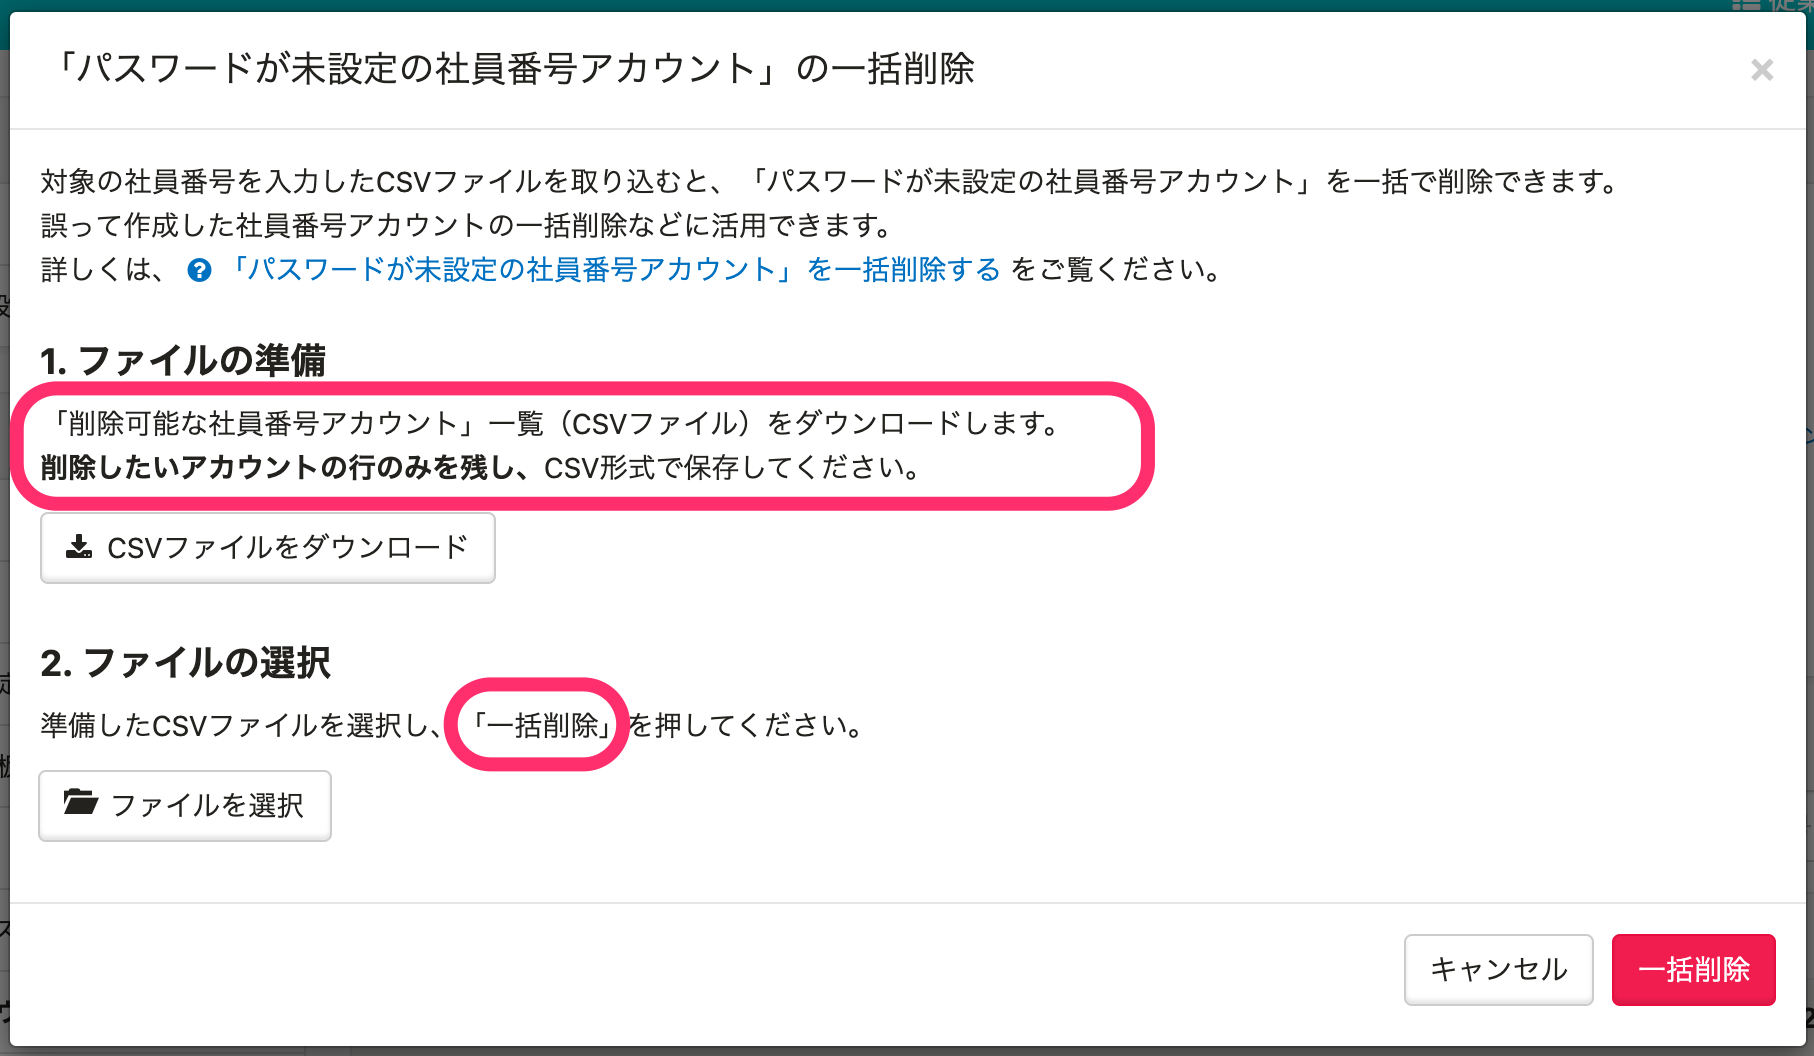 「パスワードが未設定の社員番号アカウント」の一括削除
×
対象の社員番号を入力したCSVファイルを取り込むと、「パスワードが未設定の社員番号アカウント」を一括で削除できます。
誤って作成した社員番号アカウントの一括削除などに活用できます。
詳しくは、 ? 「パスワードが未設定の社員番号アカウント」を一括削除する をご覧ください。
1. ファイルの準備
「削除可能な社員番号アカウント」一覧（CSVファイル）をダウンロードします。
削除したいアカウントの行のみを残し、CSV形式で保存してください。
CSVファイルをダウンロード
2. ファイルの選択
準備したCSVファイルを選択し、「一括削除」を押してください。
ファイルを選択
キャンセル
一括削除